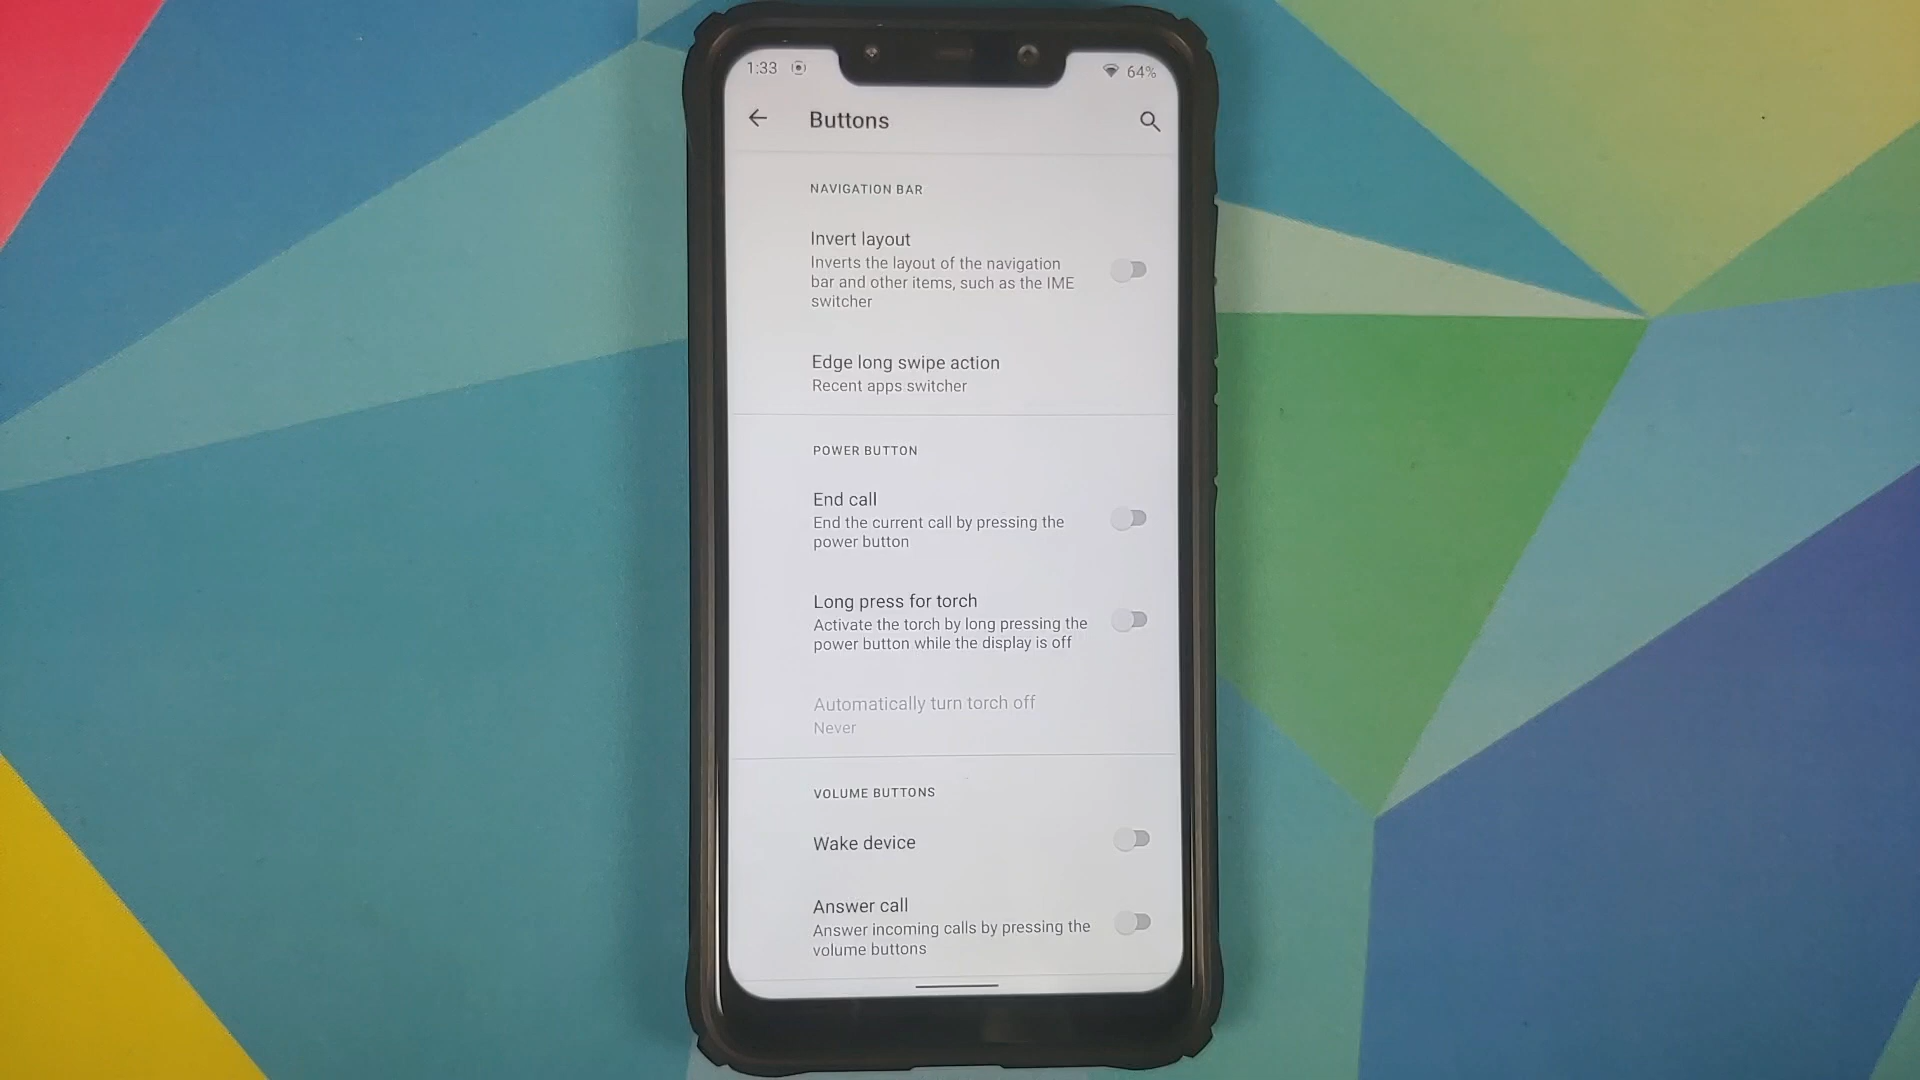 1:33
64%
Buttons
NAVIGATION BAR
Invert layout
Inverts the layout of the navigation
bar and other items, such as the IME
switcher
Edge long swipe action
Recent apps switcher
POWER BUTTON
End call
End the current call by pressing the
power button
Long press for torch
Activate the torch by long pressing the
power button while the display is off
Automatically turn torch off
Never
VOLUME BUTTONS
Wake device
Answer call
Answer incoming calls by pressing the
volume buttons